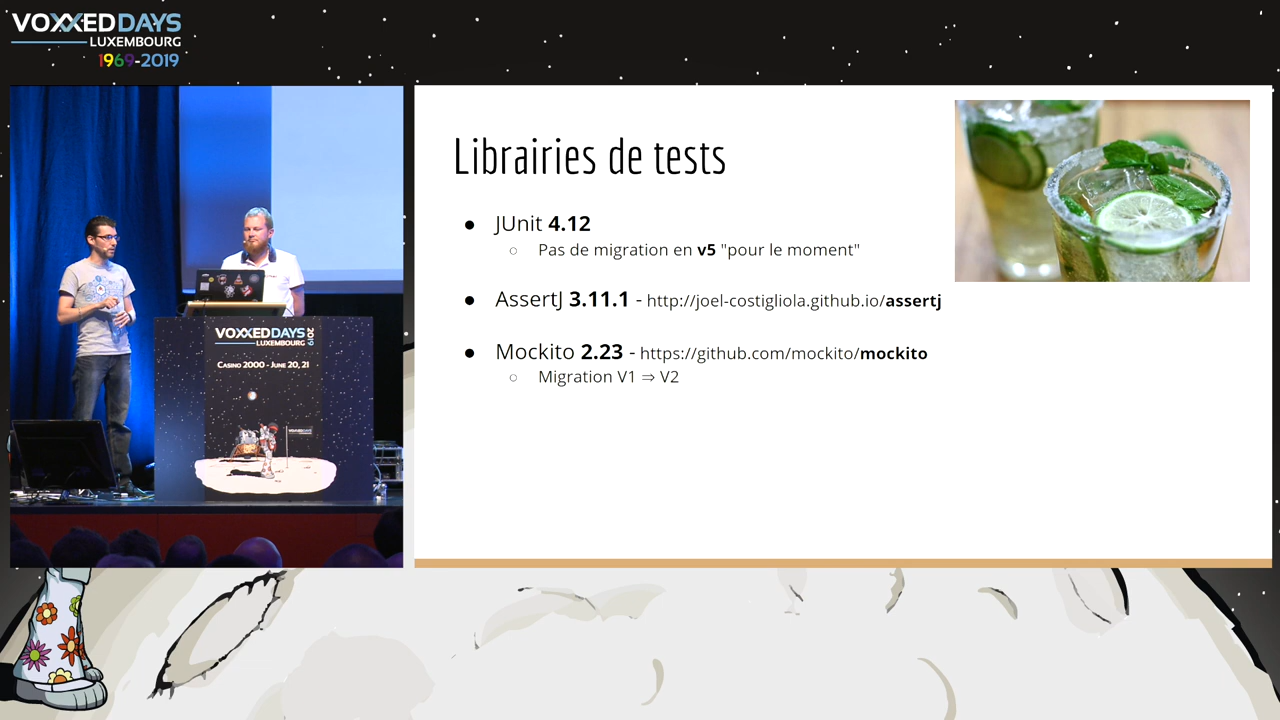 VOXXEDDAYS
LUXEMBOURG
1969-2019
VOXXEDDAYS 2019
LUXEMBOURG
CASINO 2000 - JUNE 20, 21
Librairies de tests
● JUnit 4.12
○ Pas de migration en v5 "pour le moment"
● AssertJ 3.11.1 - http://joel-costigliola.github.io/assertj
● Mockito 2.23 - https://github.com/mockito/mockito
○ Migration V1 ⇒ V2